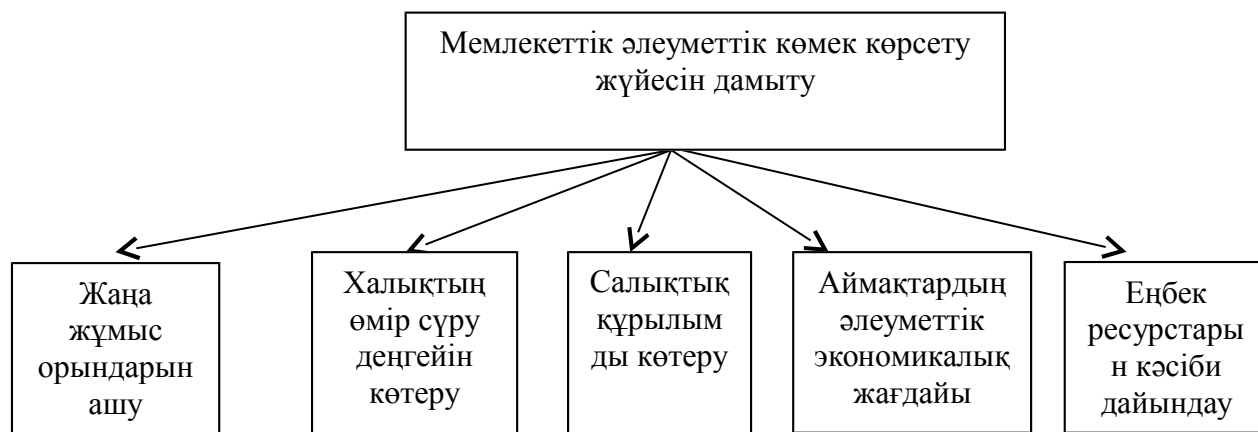 Мемлекеттік әлеуметтік көмек көрсету
жүйесін дамыту
Жаңа
жұмыс
орындарын
ашу
Халықтың
өмір сүру
деңгейін
көтеру
Салықтық
құрылым
ды көтеру
Аймақтардың
әлеуметтік
экономикалық
жағдайы
Еңбек
ресурстары
н кәсіби
дайындау